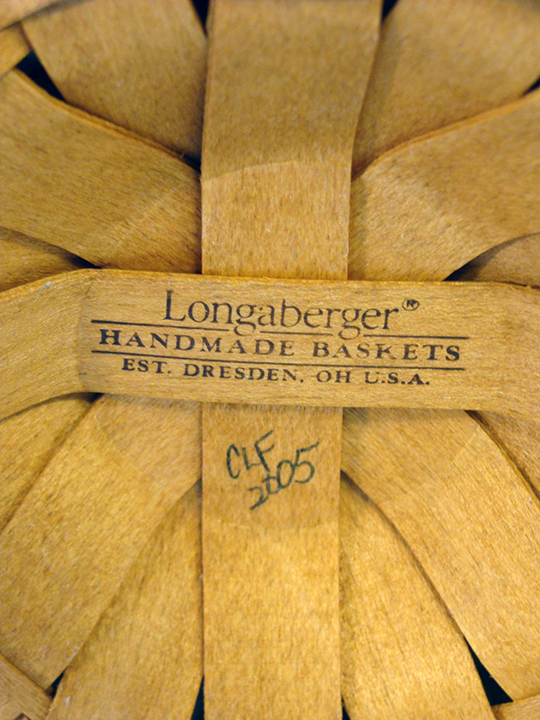 Longaberger®
HANDMADE BASKETS
EST. DRESDEN, OH U.S.A.
CLF
2005